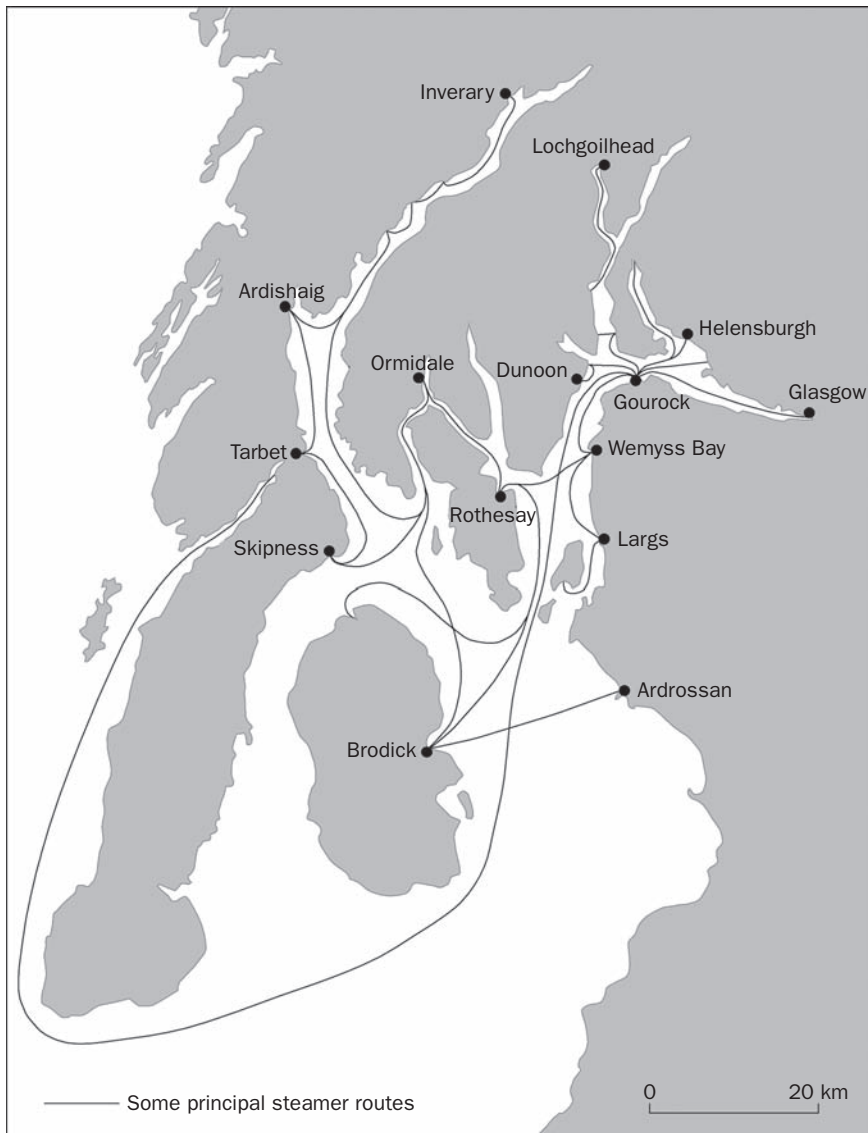 Inverary
Lochgoilhead
Ardishaig
Helensburgh
Ormidale
Dunoon
Gourock
Glasgow
Tarbet
Wemyss Bay
Rothesay
Skipness
Largs
Ardrossan
Brodick
Some principal steamer routes
0 20 km